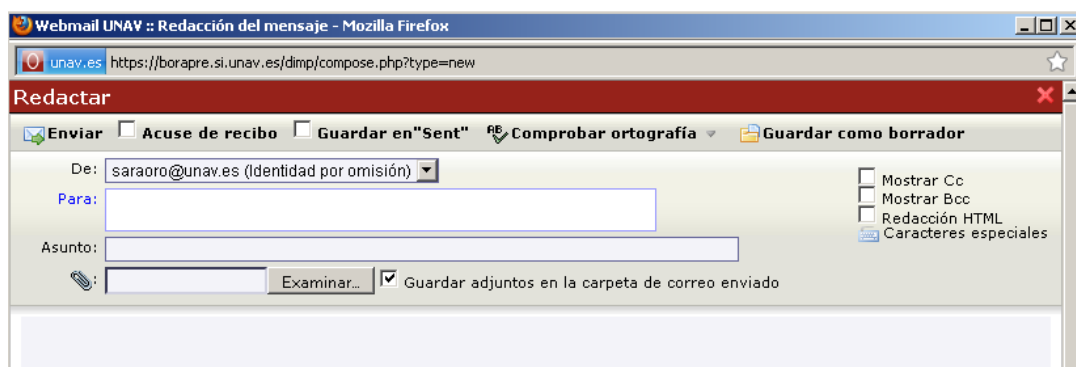 Webmail UNAV :: Redacción del mensaje - Mozilla Firefox
unav.es https://borapre.si.unav.es/dimp/compose.php?type=new
Redactar
Enviar Acuse de recibo Guardar en"Sent" Comprobar ortografía Guardar como borrador
De: saraoro@unav.es (Identidad por omisión)
Mostrar Cc
Para:
Mostrar Bcc
Redacción HTML
Caracteres especiales
Asunto:
: Examinar... Guardar adjuntos en la carpeta de correo enviado